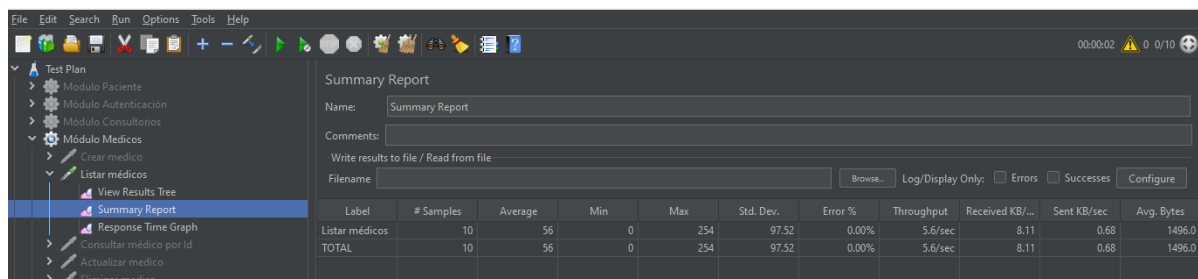 File Edit Search Run Options Tools Help
00:00:02 0 0/10
Test Plan
Modulo Paciente
Módulo Autenticación
Módulo Consultorios
Módulo Medicos
Crear medico
Listar médicos
View Results Tree
Summary Report
Response Time Graph
Consultar médico por Id
Actualizar medico
Eliminar medico
Summary Report
Name: Summary Report
Comments:
Write results to file / Read from file
Filename Browse... Log/Display Only: Errors Successes Configure
Label # Samples Average Min Max Std. Dev. Error % Throughput Received KB/... Sent KB/sec Avg. Bytes
Listar médicos 10 56 0 254 97.52 0.00% 5.6/sec 8.11 0.68 1496.0
TOTAL 10 56 0 254 97.52 0.00% 5.6/sec 8.11 0.68 1496.0